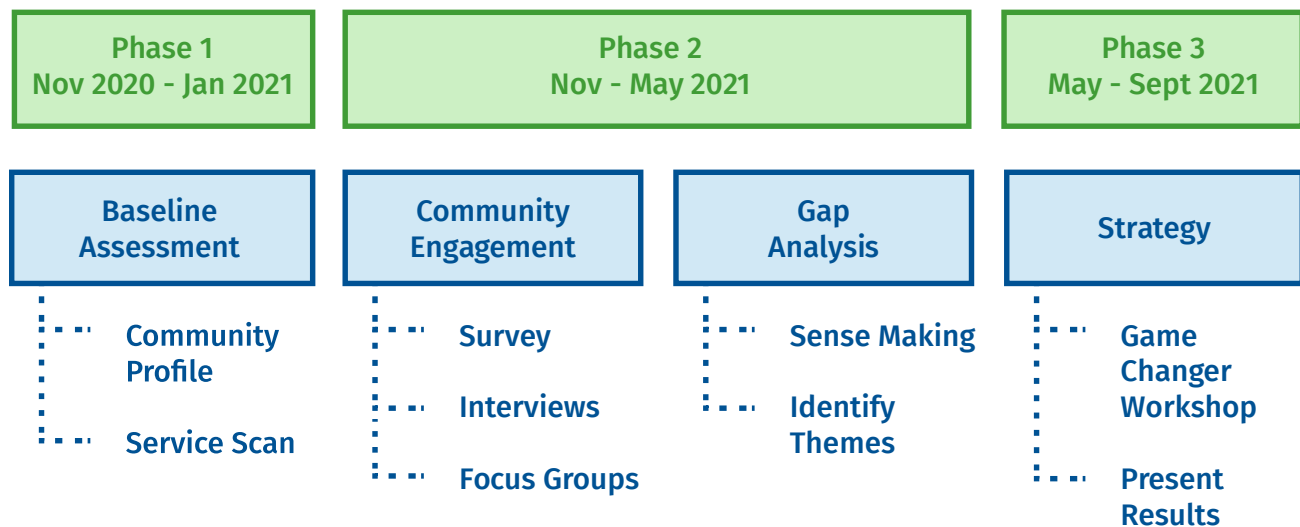 Phase 1
Nov 2020 - Jan 2021
Phase 2
Nov - May 2021
Phase 3
May - Sept 2021
Baseline
Assessment
Community
Profile
Service Scan
Community
Engagement
Survey
Interviews
Focus Groups
Gap
Analysis
Sense Making
Identify
Themes
Strategy
Game
Changer
Workshop
Present
Results